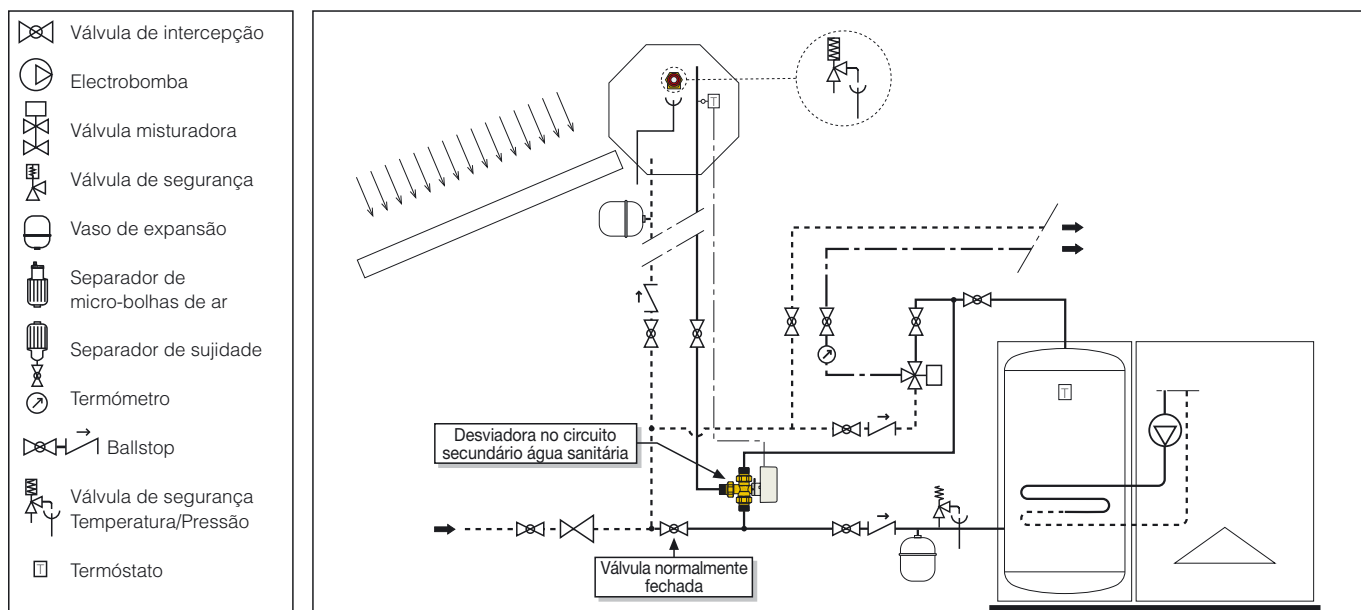 Válvula de intercepção
Electrobomba
Válvula misturadora
Válvula de segurança
Vaso de expansão
Separador de
micro-bolhas de ar
Separador de sujidade
Termómetro
Ballstop
Válvula de segurança
Temperatura/Pressão
T
Termóstato
T
T
Desviadora no circuito
secundário água sanitária
Válvula normalmente
fechada